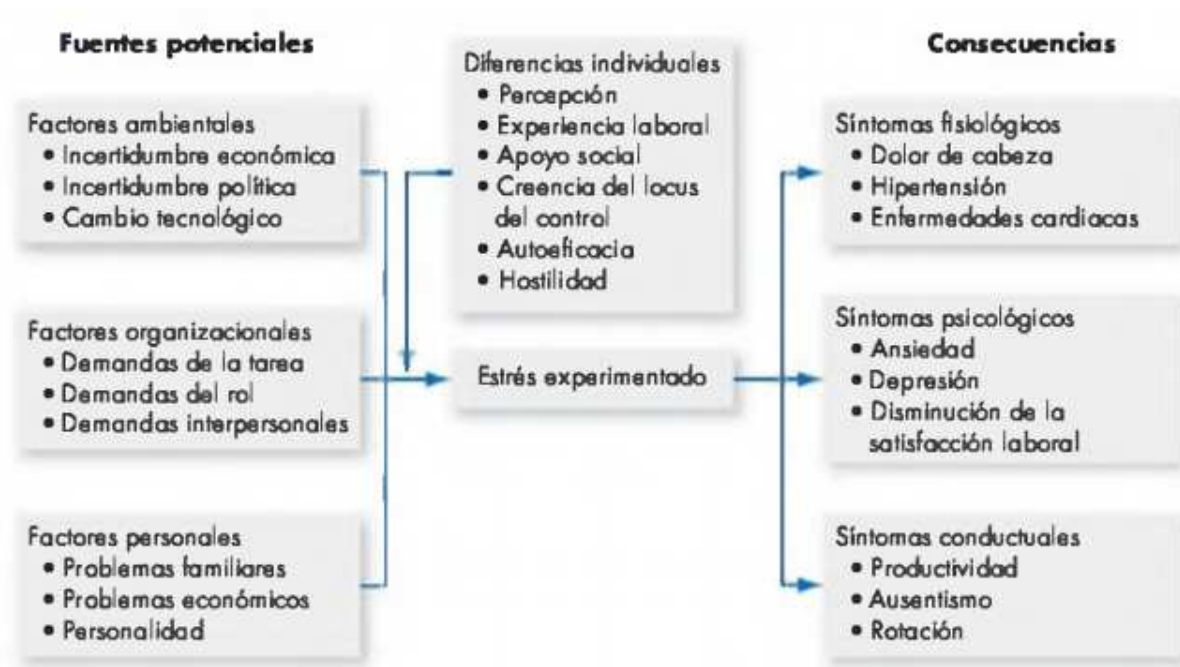 Fuentes potenciales
Factores ambientales
• Incertidumbre económica
• Incertidumbre política
• Cambio tecnológico
Factores organizacionales
• Demandas de la tarea
• Demandas del rol
• Demandas interpersonales
Factores personales
• Problemas familiares
• Problemas económicos
• Personalidad
Diferencias individuales
• Percepción
• Experiencia laboral
• Apoyo social
• Creencia del locus
del control
• Autoeficacia
• Hostilidad
Estrés experimentado
Consecuencias
Síntomas fisiológicos
• Dolor de cabeza
• Hipertensión
• Enfermedades cardiacas
Síntomas psicológicos
• Ansiedad
• Depresión
• Disminución de la
satisfacción laboral
Síntomas conductuales
• Productividad
• Ausentismo
• Rotación